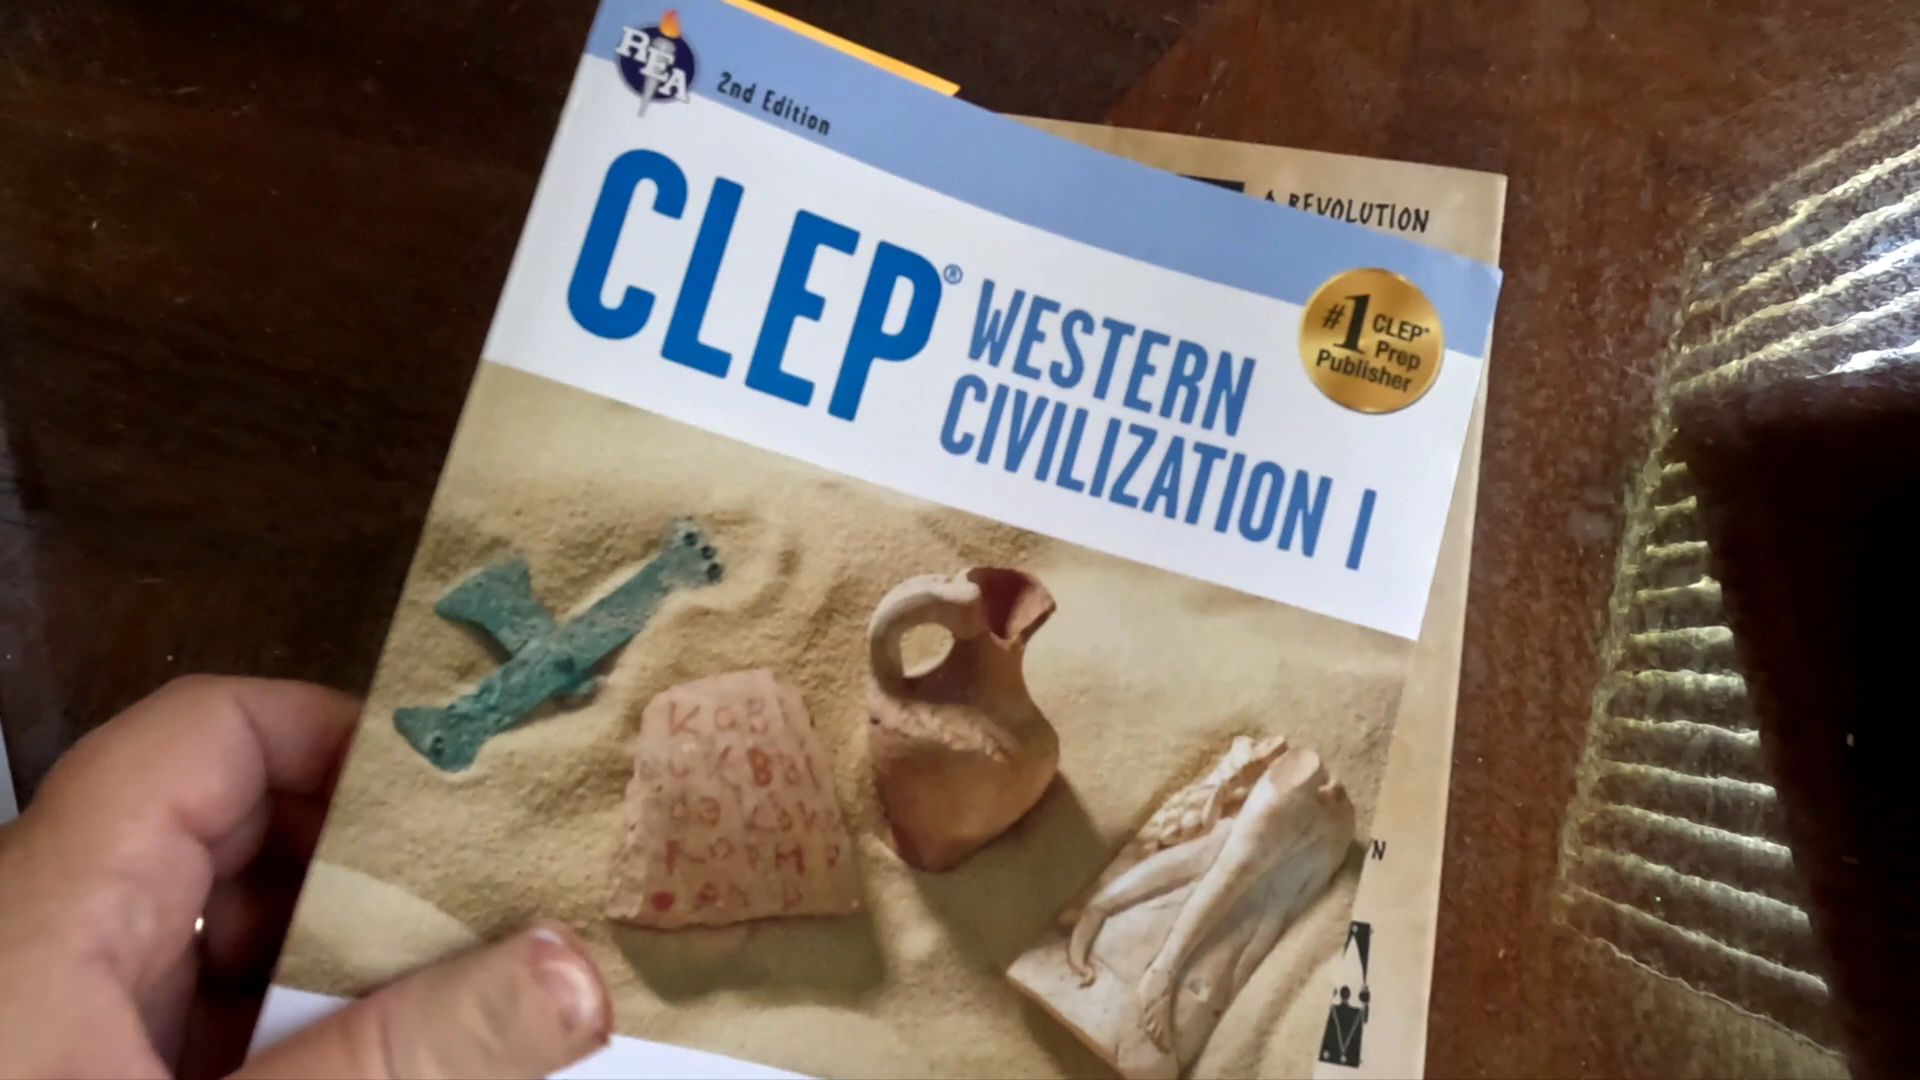 REA
2nd Edition
CLEP®
WESTERN
CIVILIZATION I
#1 CLEP®
Prep
Publisher
A REVOLUTION